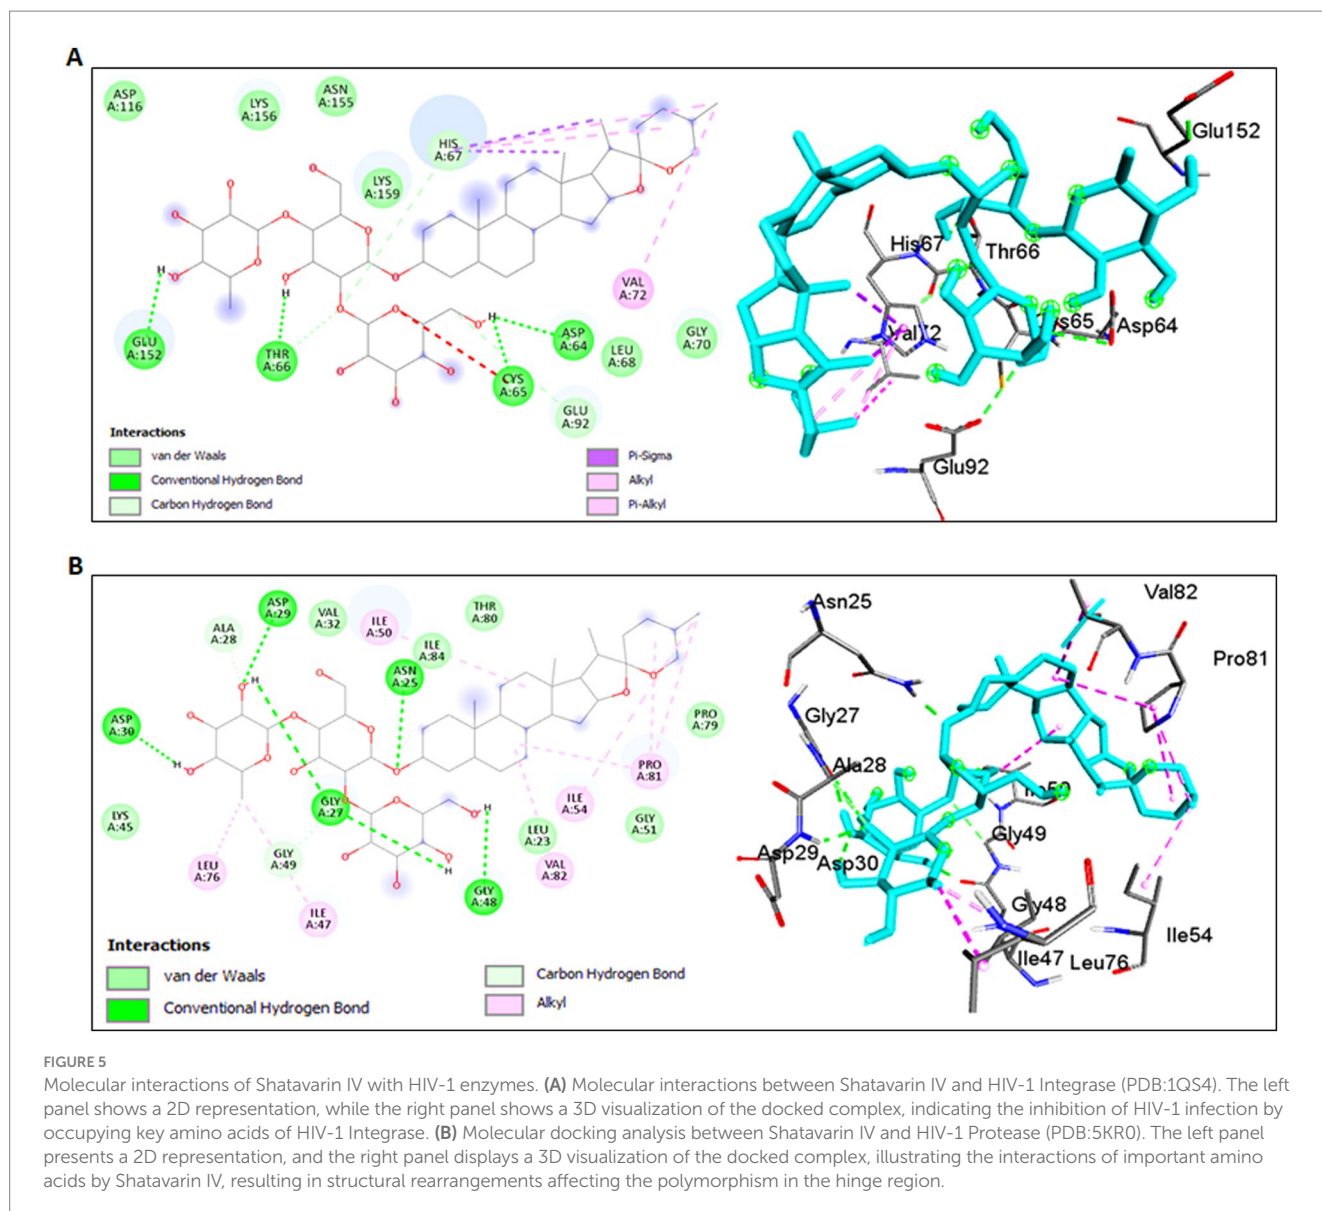 A
ASP
A:116
LYS
A:156
ASN
A:155
HIS
A:67
LYS
A:159
VAL
A:72
GLY
A:70
ASP
A:64
LEU
A:68
CYS
A:65
GLU
A:92
THR
A:66
GLU
A:152
H
H
H
Interactions
van der Waals
Conventional Hydrogen Bond
Carbon Hydrogen Bond
Pi-Sigma
Alkyl
Pi-Alkyl
Glu152
His67
Thr66
Val72
Asp64
Glu92
B
ASP
A:29
VAL
A:32
ILE
A:50
THR
A:80
ALA
A:28
ILE
A:84
ASN
A:25
ASP
A:30
PRO
A:79
PRO
A:81
ILE
A:54
GLY
A:51
LYS
A:45
GLY
A:27
LEU
A:23
VAL
A:82
LEU
A:76
GLY
A:49
GLY
A:48
ILE
A:47
H
H
H
H
Interactions
van der Waals
Conventional Hydrogen Bond
Carbon Hydrogen Bond
Alkyl
Asn25
Val82
Pro81
Gly27
Ala28
Gly49
Asp29
Asp30
Gly48
Ile47
Leu76
Ile54
FIGURE 5
Molecular interactions of Shatavarin IV with HIV-1 enzymes. (A) Molecular interactions between Shatavarin IV and HIV-1 Integrase (PDB:1QS4). The left
panel shows a 2D representation, while the right panel shows a 3D visualization of the docked complex, indicating the inhibition of HIV-1 infection by
occupying key amino acids of HIV-1 Integrase. (B) Molecular docking analysis between Shatavarin IV and HIV-1 Protease (PDB:5KR0). The left panel
presents a 2D representation, and the right panel displays a 3D visualization of the docked complex, illustrating the interactions of important amino
acids by Shatavarin IV, resulting in structural rearrangements affecting the polymorphism in the hinge region.